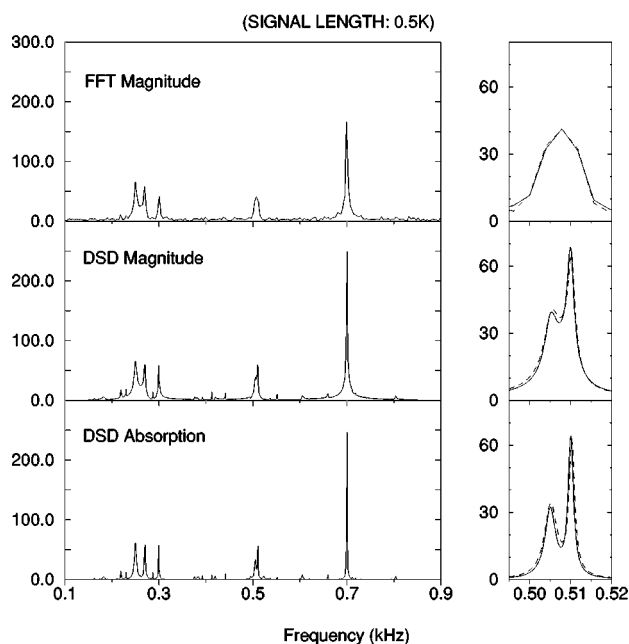 (SIGNAL LENGTH: 0.5K)
300.0
FFT Magnitude
200.0
100.0
0.0
80
60
30
0
DSD Magnitude
200.0
100.0
0.0
60
30
0
DSD Absorption
200.0
100.0
0.0
60
30
0
0.1 0.3 0.5 0.7 0.9
0.50 0.51 0.52
Frequency (kHz)